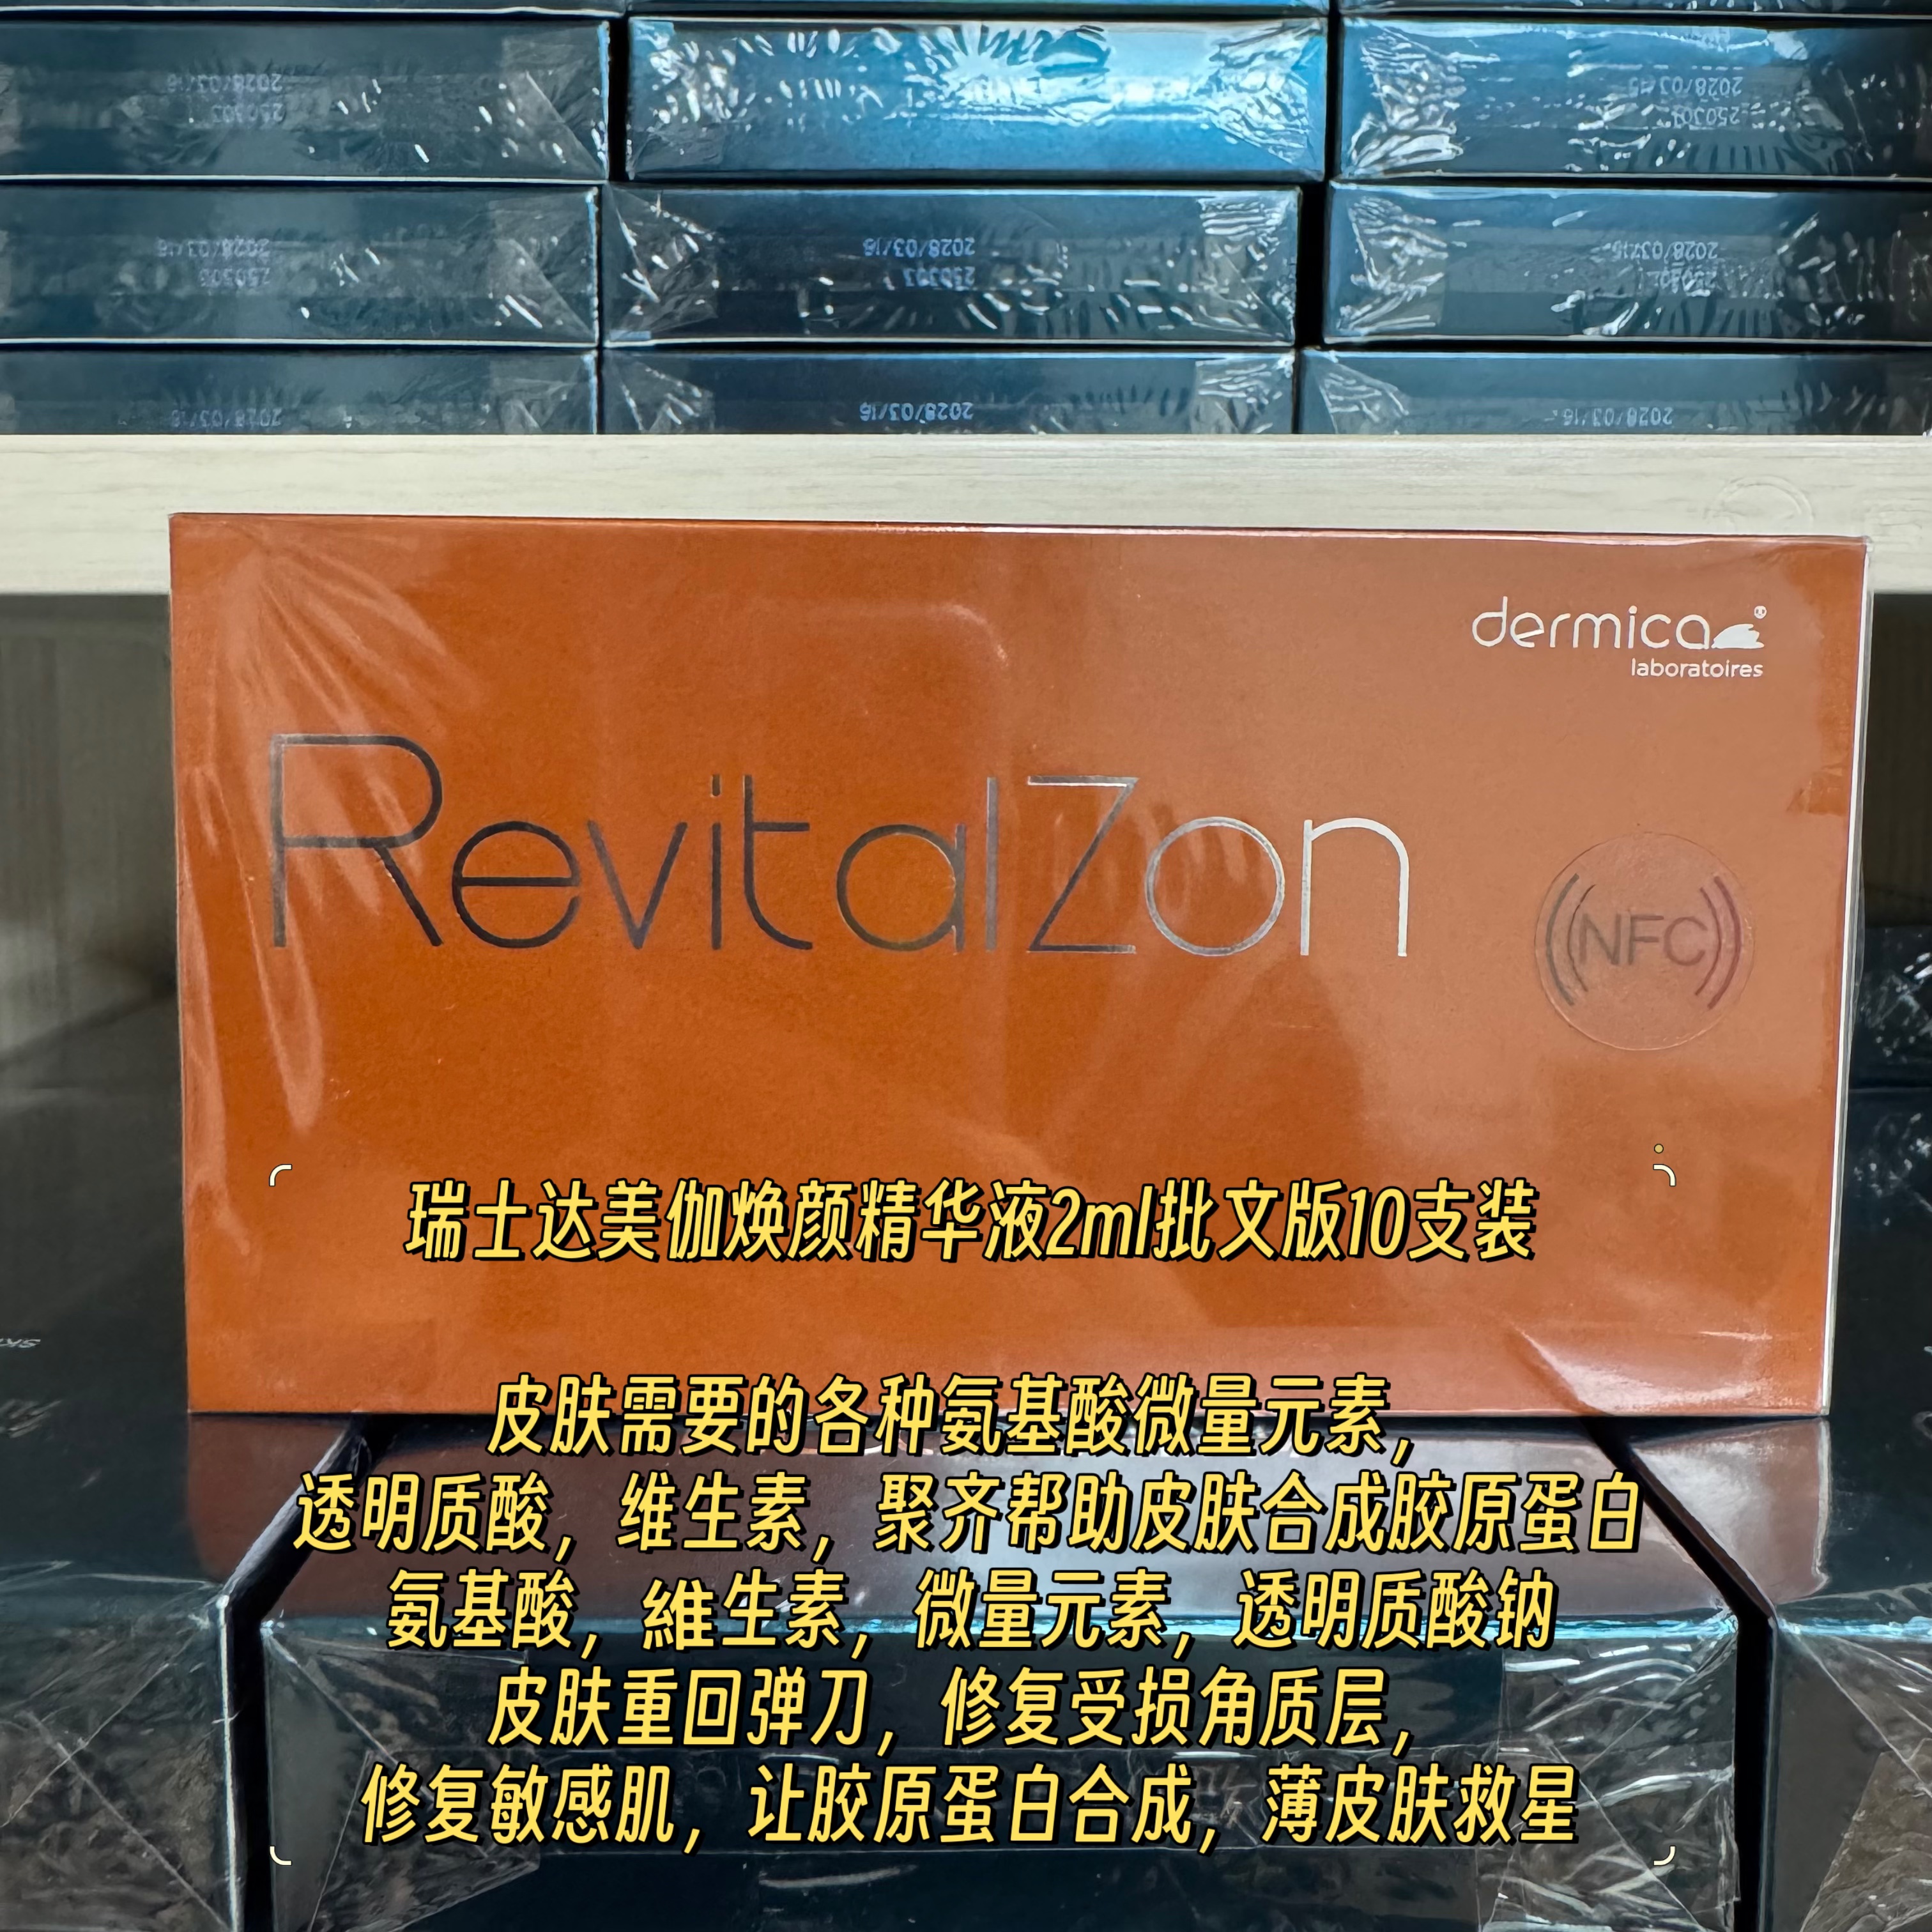 2028/03/16
250303
2028/03/15
250301
2028/03/16
250303
2028/03/16
250303
2028/03/15
2028/03/16
2028/03/16
2028/03/16
dermica
laboratoires
RevitalZon
NFC
瑞士达美伽焕颜精华液2ml批文版10支装
皮肤需要的各种氨基酸微量元素，
透明质酸，维生素，聚齐帮助皮肤合成胶原蛋白
氨基酸，維生素，微量元素，透明质酸钠
皮肤重回弹刀，修复受损角质层，
修复敏感肌，让胶原蛋白合成，薄皮肤救星